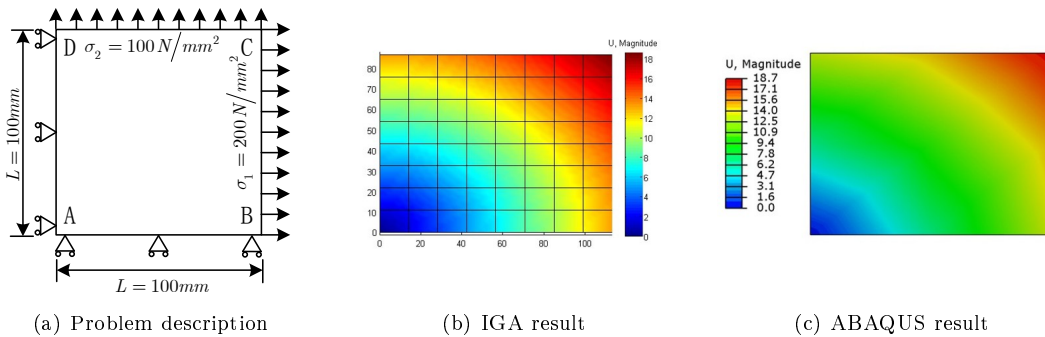 D σ₂ = 100 N/mm² C
σ₁ = 200 N/mm²
L = 100mm
A B
L = 100mm
(a) Problem description
U, Magnitude
80
70
60
50
40
30
20
10
0
0 20 40 60 80 100
18
16
14
12
10
8
6
4
2
0
(b) IGA result
U, Magnitude
18.7
17.1
15.6
14.0
12.5
10.9
9.4
7.8
6.2
4.7
3.1
1.6
0.0
(c) ABAQUS result